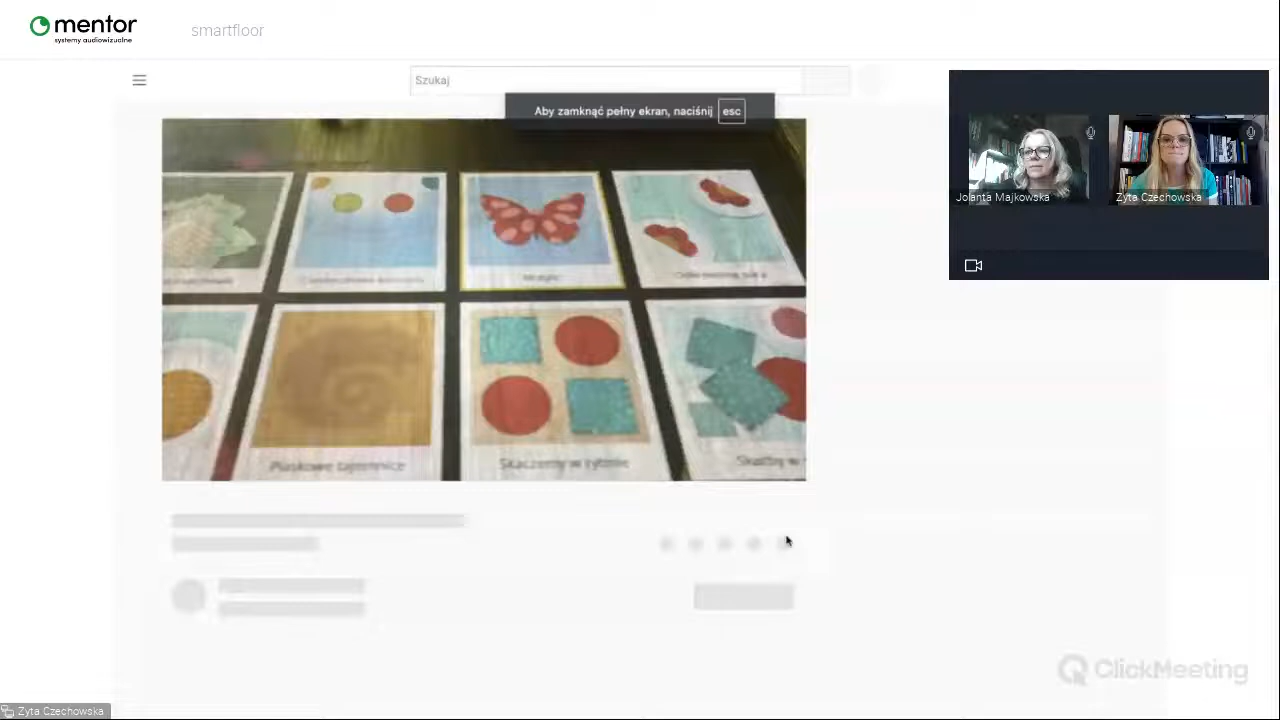 mentor
systemy audiowizualne
smartfloor
Szukaj
Aby zamknąć pełny ekran, naciśnij esc
Jolanta Majkowska
Zyta Czechowska
Piaskowe tajemnice
Skaczemy w rytmie
ClickMeeting
Zyta Czechowska